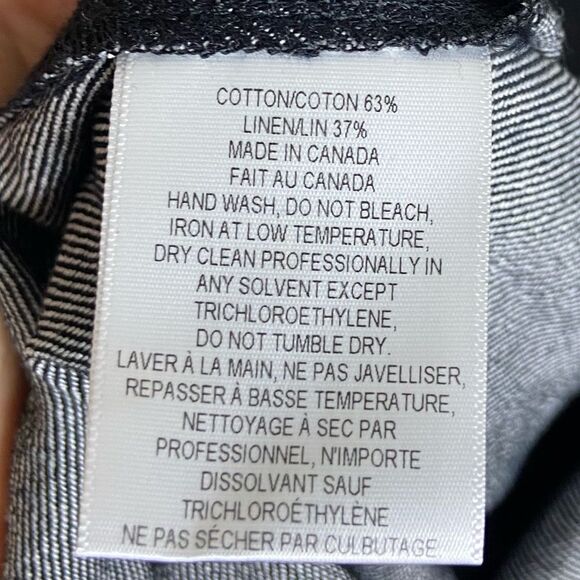 COTTON/COTON 63%
LINEN/LIN 37%
MADE IN CANADA
FAIT AU CANADA
HAND WASH, DO NOT BLEACH,
IRON AT LOW TEMPERATURE,
DRY CLEAN PROFESSIONALLY IN
ANY SOLVENT EXCEPT
TRICHLOROETHYLENE,
DO NOT TUMBLE DRY.
LAVER À LA MAIN, NE PAS JAVELLISER,
REPASSER À BASSE TEMPERATURE,
NETTOYAGE À SEC PAR
PROFESSIONNEL, N'IMPORTE
DISSOLVANT SAUF
TRICHLOROÉTHYLÈNE
NE PAS SÉCHER PAR CULBUTAGE.